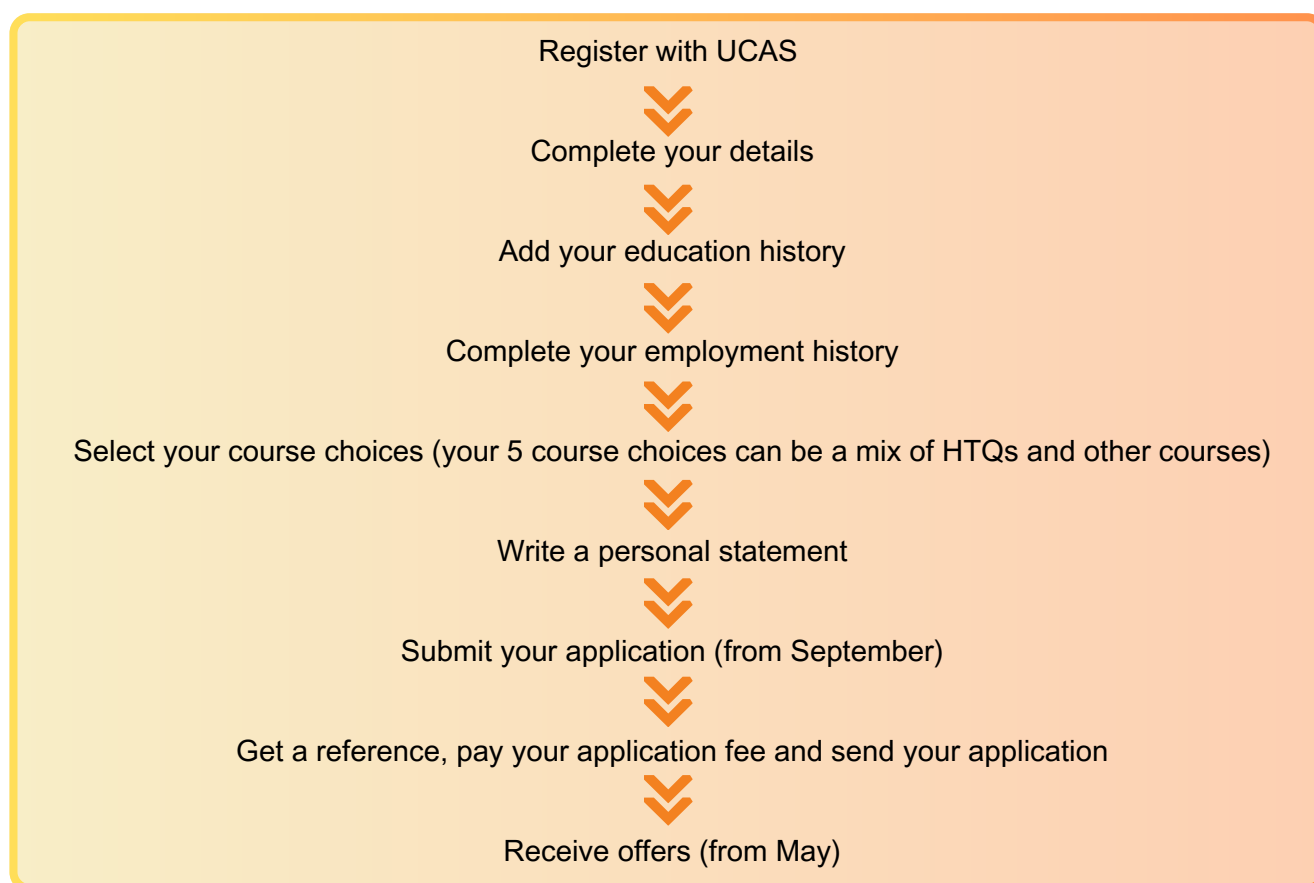 Register with UCAS
Complete your details
Add your education history
Complete your employment history
Select your course choices (your 5 course choices can be a mix of HTQs and other courses)
Write a personal statement
Submit your application (from September)
Get a reference, pay your application fee and send your application
Receive offers (from May)